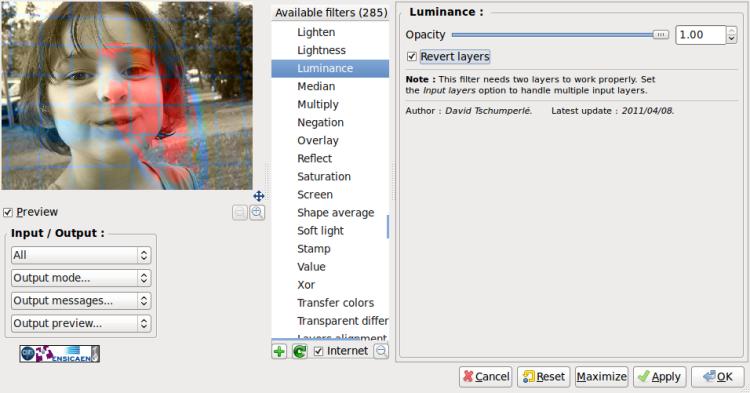 Preview
Input / Output :
All
Output mode...
Output messages...
Output preview...
ENSICAEN
Available filters (285)
Lighten
Lightness
Luminance
Median
Multiply
Negation
Overlay
Reflect
Saturation
Screen
Shape average
Soft light
Stamp
Value
Xor
Transfer colors
Transparent differ
Layers alignment
Internet
Luminance :
Opacity 1.00
Revert layers
Note : This filter needs two layers to work properly. Set
the Input layers option to handle multiple input layers.
Author : David Tschumperlé. Latest update : 2011/04/08.
Cancel Reset Maximize Apply OK